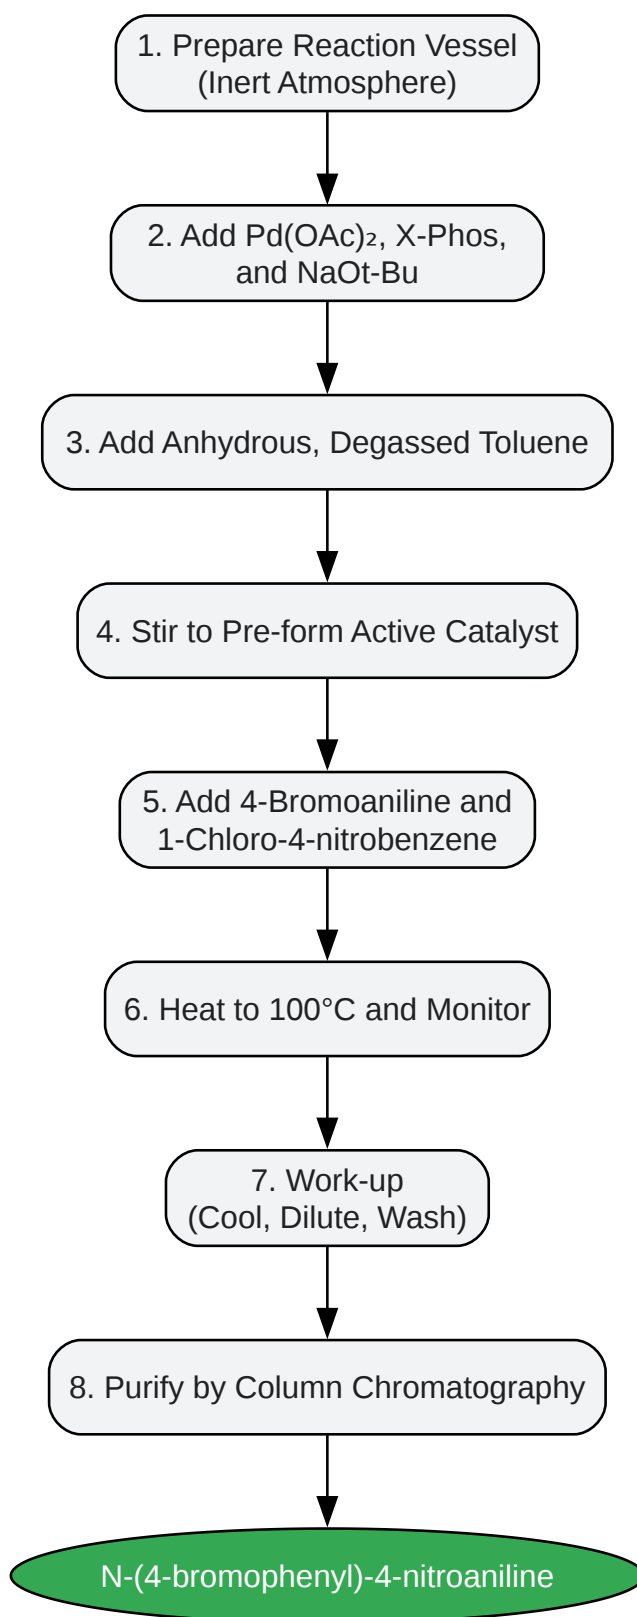 1. Prepare Reaction Vessel
(Inert Atmosphere)
2. Add Pd(OAc)₂, X-Phos,
and NaOt-Bu
3. Add Anhydrous, Degassed Toluene
4. Stir to Pre-form Active Catalyst
5. Add 4-Bromoaniline and
1-Chloro-4-nitrobenzene
6. Heat to 100°C and Monitor
7. Work-up
(Cool, Dilute, Wash)
8. Purify by Column Chromatography
N-(4-bromophenyl)-4-nitroaniline